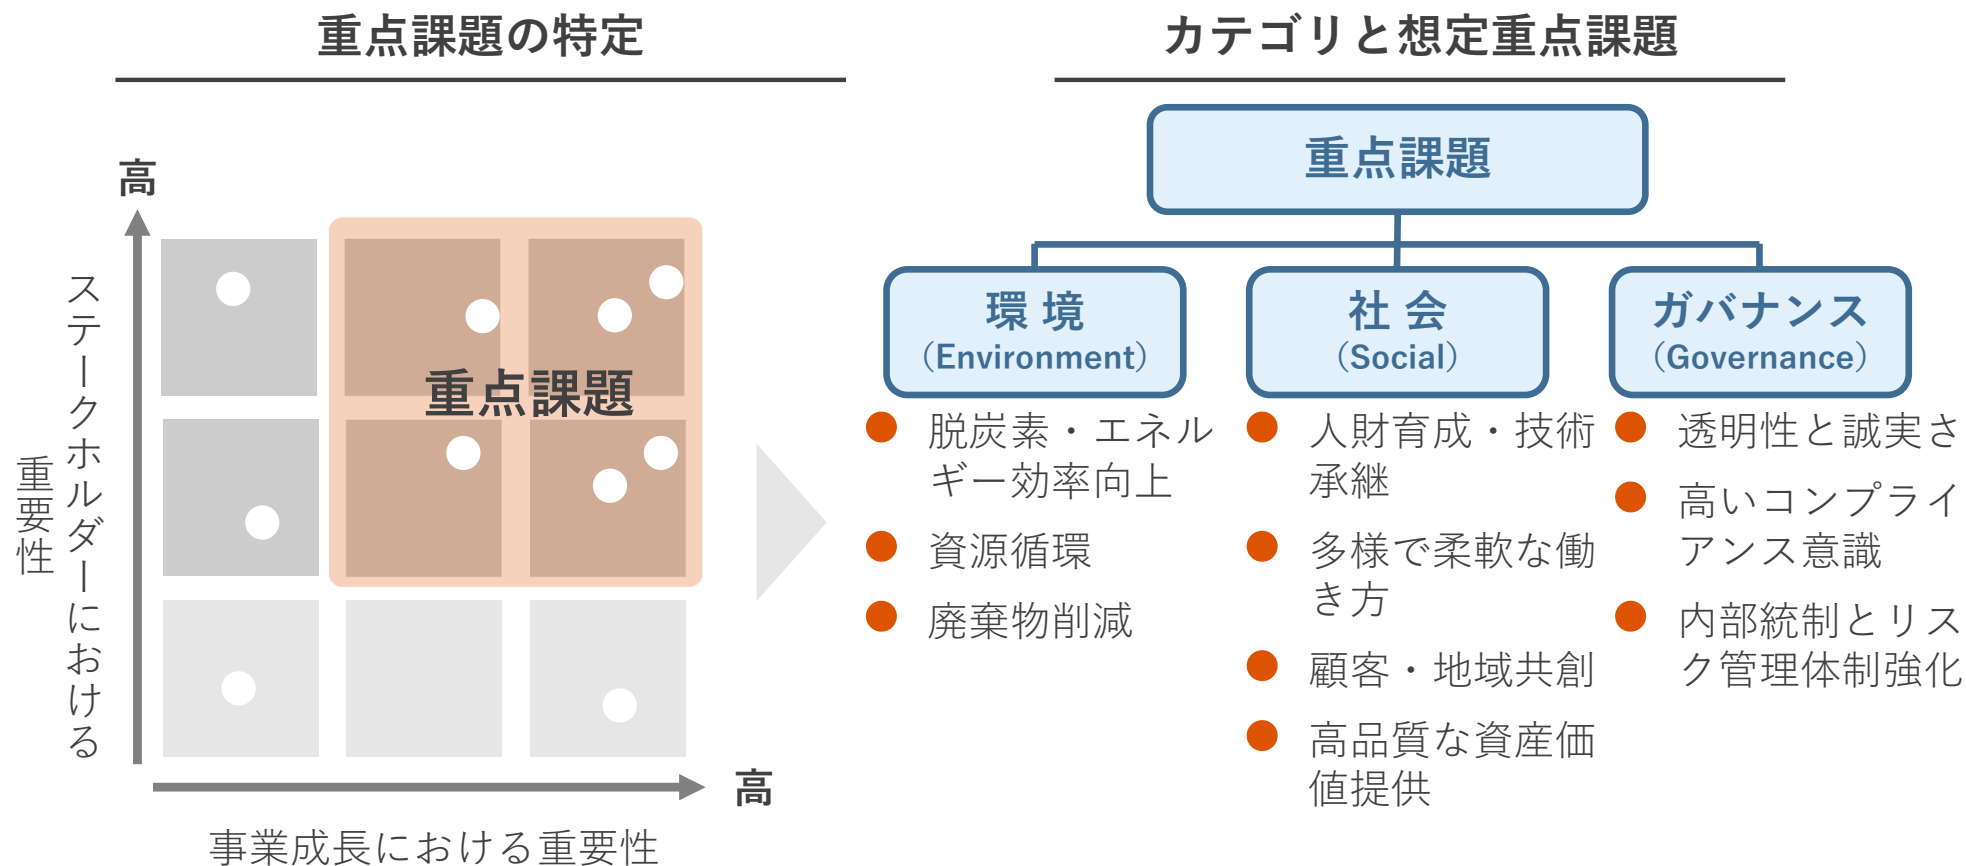 重点課題の特定
高
ステークホルダーにおける
重要性
重点課題
高
事業成長における重要性
カテゴリと想定重点課題
重点課題
環 境
（Environment）
脱炭素・エネル
ギー効率向上
資源循環
廃棄物削減
社 会
（Social）
人財育成・技術
承継
多様で柔軟な働
き方
顧客・地域共創
高品質な資産価
値提供
ガバナンス
（Governance）
透明性と誠実さ
高いコンプライ
アンス意識
内部統制とリス
ク管理体制強化